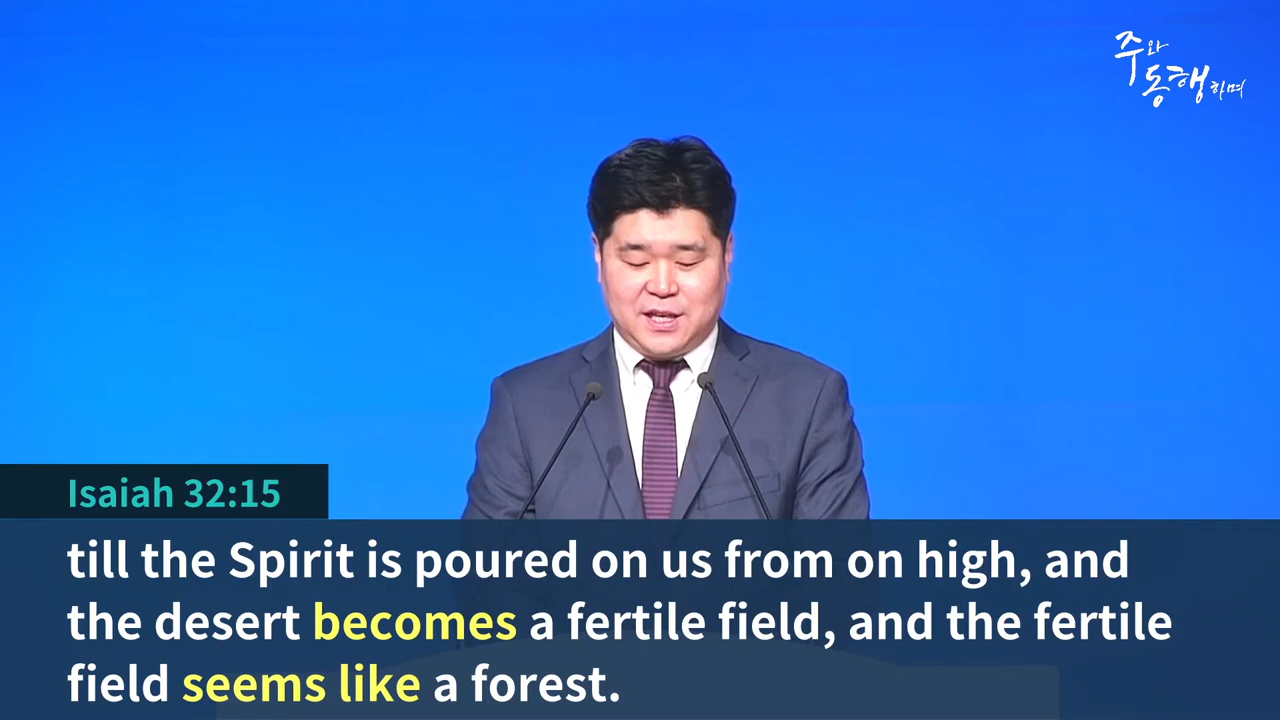 주와
동행하며
Isaiah 32:15
till the Spirit is poured on us from on high, and
the desert becomes a fertile field, and the fertile
field seems like a forest.